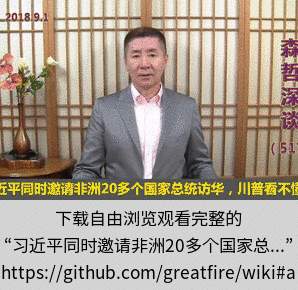 2018.9.1
森哲深谈
(51
近平同时邀请非洲20多个国家总统访华，川普看不懂
下载自由浏览观看完整的
“习近平同时邀请非洲20多个国家总...”
https://github.com/greatfire/wiki#a